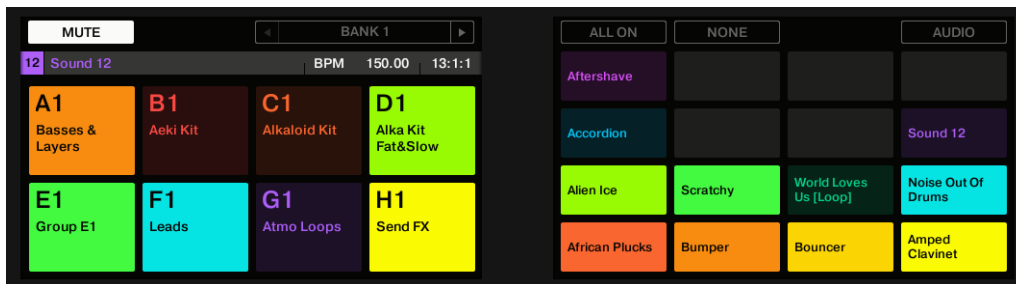 MUTE
BANK 1
12 Sound 12
BPM 150.00 13:1:1
A1
Basses &
Layers
B1
Aeki Kit
C1
Alkaloid Kit
D1
Alka Kit
Fat&Slow
E1
Group E1
F1
Leads
G1
Atmo Loops
H1
Send FX
ALL ON
NONE
AUDIO
Aftershave
Accordion
Sound 12
Alien Ice
Scratchy
World Loves
Us [Loop]
Noise Out Of
Drums
African Plucks
Bumper
Bouncer
Amped
Clavinet